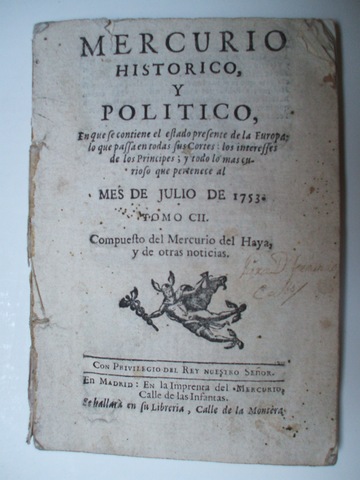 MERCURIO
HISTORICO,
Y
POLITICO,
En que se contiene el estado presente de la Europa;
lo que passa en todas sus Cortes: los interesses
de los Principes; y todo lo mas cu-
rioso que pertenece al
MES DE JULIO DE 1753.
TOMO CII.
Compuesto del Mercurio del Haya,
y de otras noticias.
CON PRIVILEGIO DEL REY NUESTRO SEÑOR.
En MADRID: En la Imprenta del MERCURIO,
Calle de las Infantas.
Se hallarà en su Libreria, Calle de la Montera